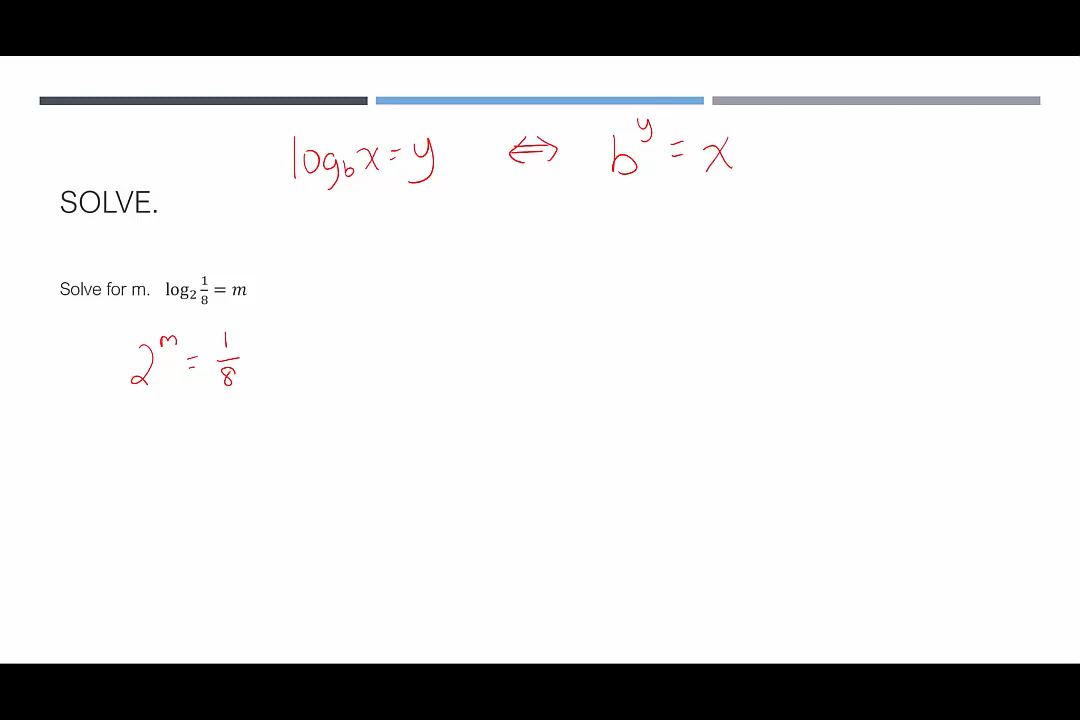 log_b x = y ⇔ b^y = x
SOLVE.
Solve for m. log₂ 1/8 = m
2^m = 1/8